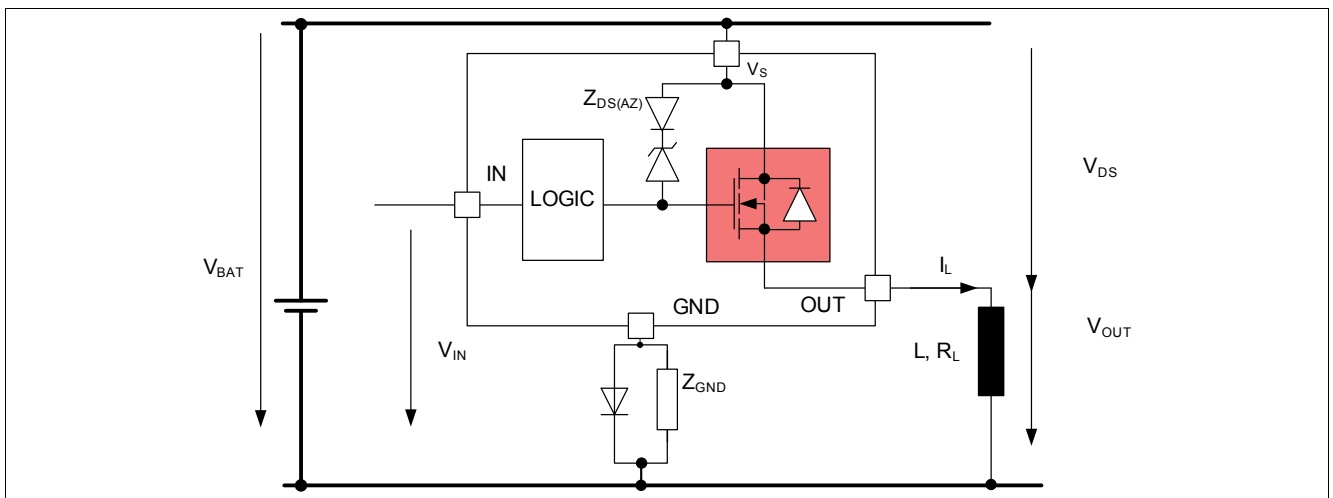 V_S
Z_DS(AZ)
V_DS
IN
LOGIC
V_BAT
I_L
GND
OUT
V_OUT
V_IN
L, R_L
Z_GND